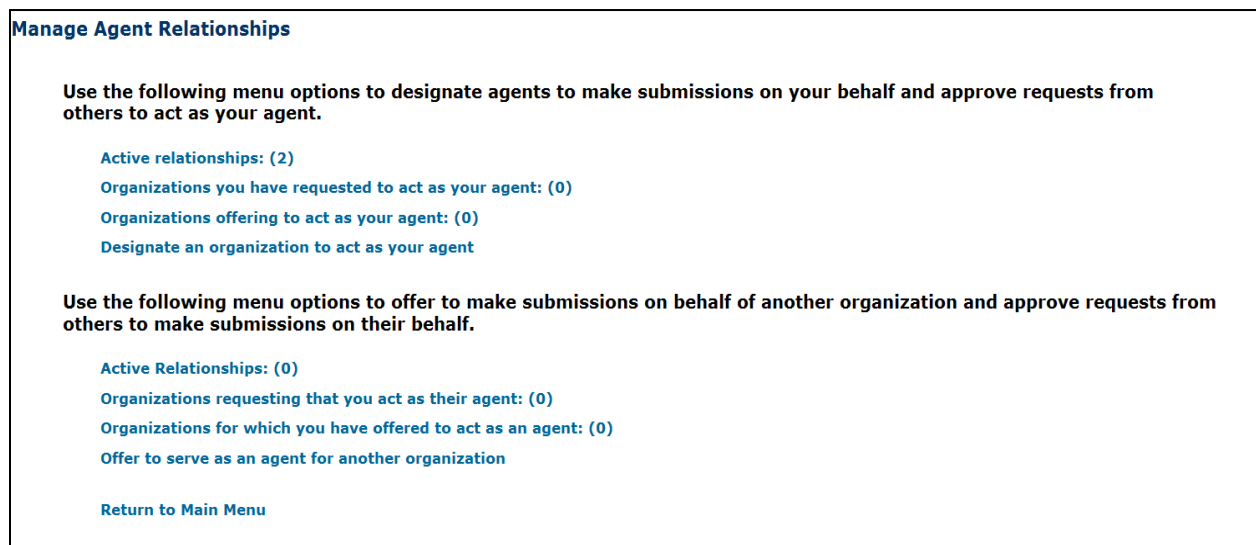 Manage Agent Relationships
Use the following menu options to designate agents to make submissions on your behalf and approve requests from
others to act as your agent.
Active relationships: (2)
Organizations you have requested to act as your agent: (0)
Organizations offering to act as your agent: (0)
Designate an organization to act as your agent
Use the following menu options to offer to make submissions on behalf of another organization and approve requests from
others to make submissions on their behalf.
Active Relationships: (0)
Organizations requesting that you act as their agent: (0)
Organizations for which you have offered to act as an agent: (0)
Offer to serve as an agent for another organization
Return to Main Menu